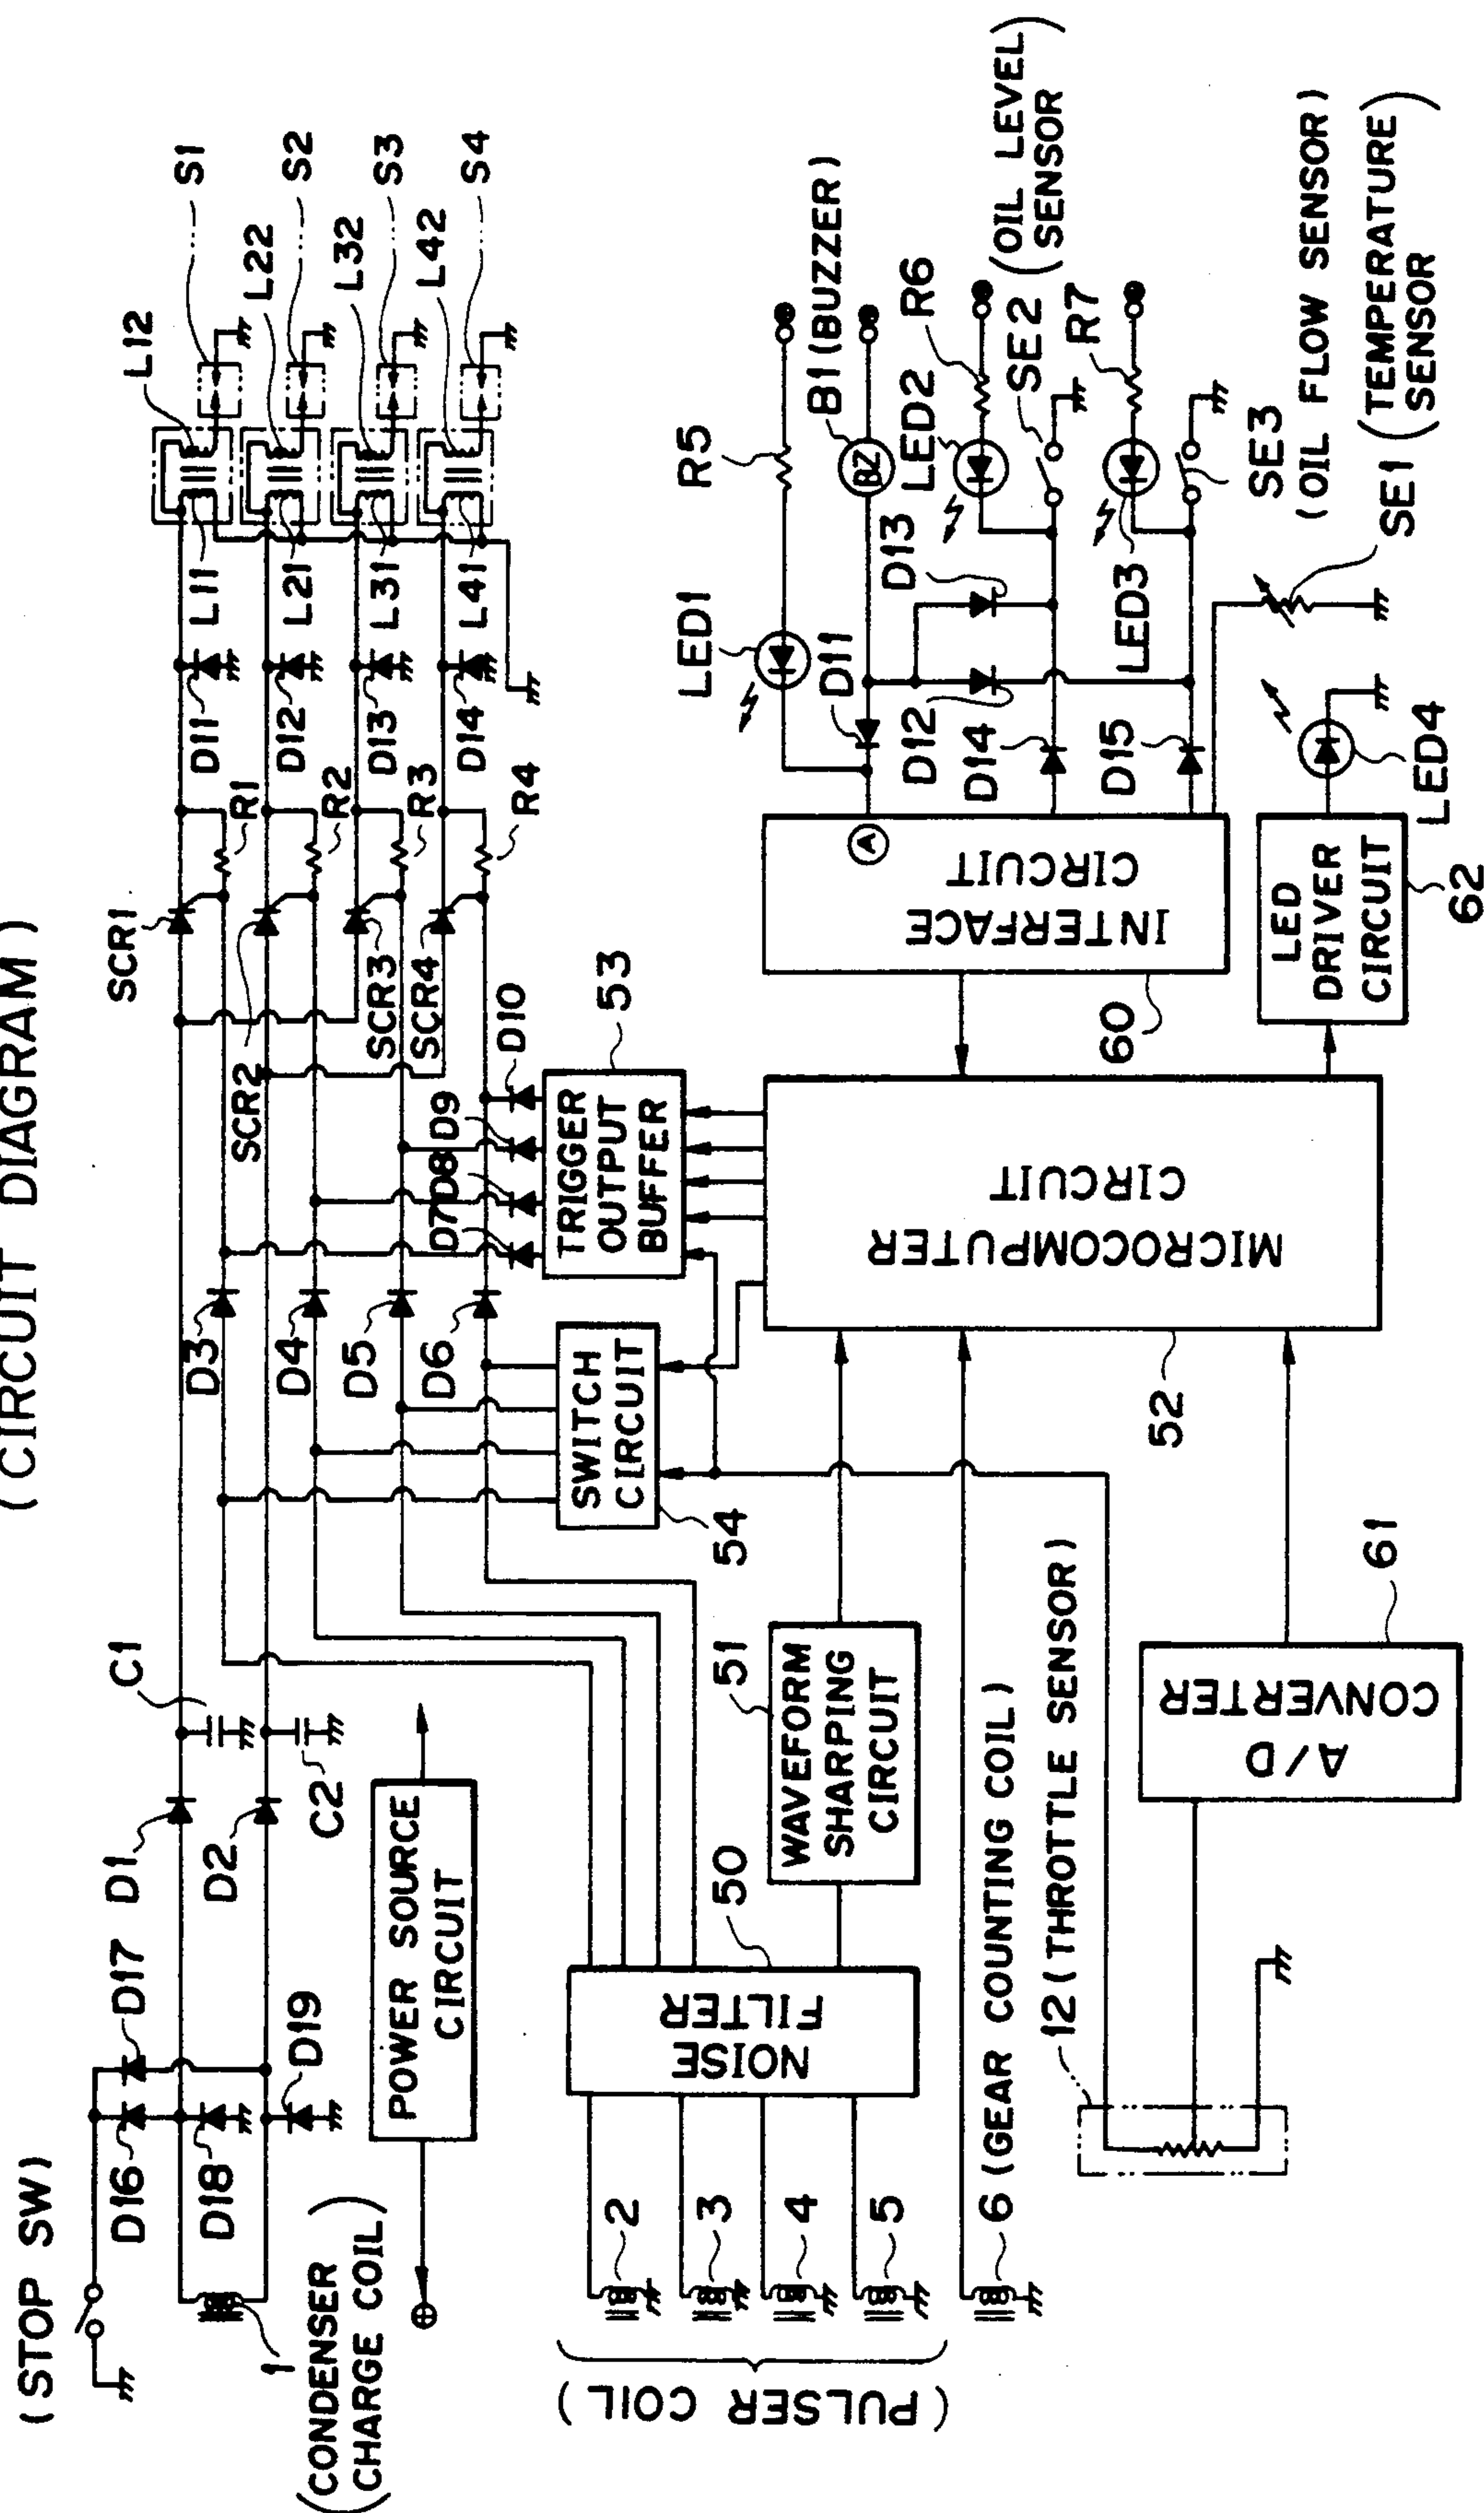 (CIRCUIT DIAGRAM)
(STOP SW)
D16
D17
D18
D19
D1
D2
C1
C2
1
(CONDENSER
CHARGE COIL)
POWER SOURCE
CIRCUIT
D3
D4
D5
D6
SCR1
SCR2
SCR3
SCR4
R1
R2
R3
R4
D11
D12
D13
D14
L11
L21
L31
L41
L12
L22
L32
L42
S1
S2
S3
S4
D7
D8
D9
D10
TRIGGER
OUTPUT
BUFFER
53
SWITCH
CIRCUIT
54
(PULSER COIL)
2
3
4
5
NOISE
FILTER
50
WAVEFORM
SHARPING
CIRCUIT
51
6 (GEAR COUNTING COIL)
12 (THROTTLE SENSOR)
A/D
CONVERTER
61
MICROCOMPUTER
CIRCUIT
52
INTERFACE
CIRCUIT
A
60
LED
DRIVER
CIRCUIT
62
LED4
LED1
R5
D11
B1 (BUZZER)
BZ
D12
D13
LED2
R6
SE2
(OIL LEVEL
SENSOR)
D14
D15
LED3
R7
SE3
(OIL FLOW SENSOR)
SE1
(TEMPERATURE
SENSOR)